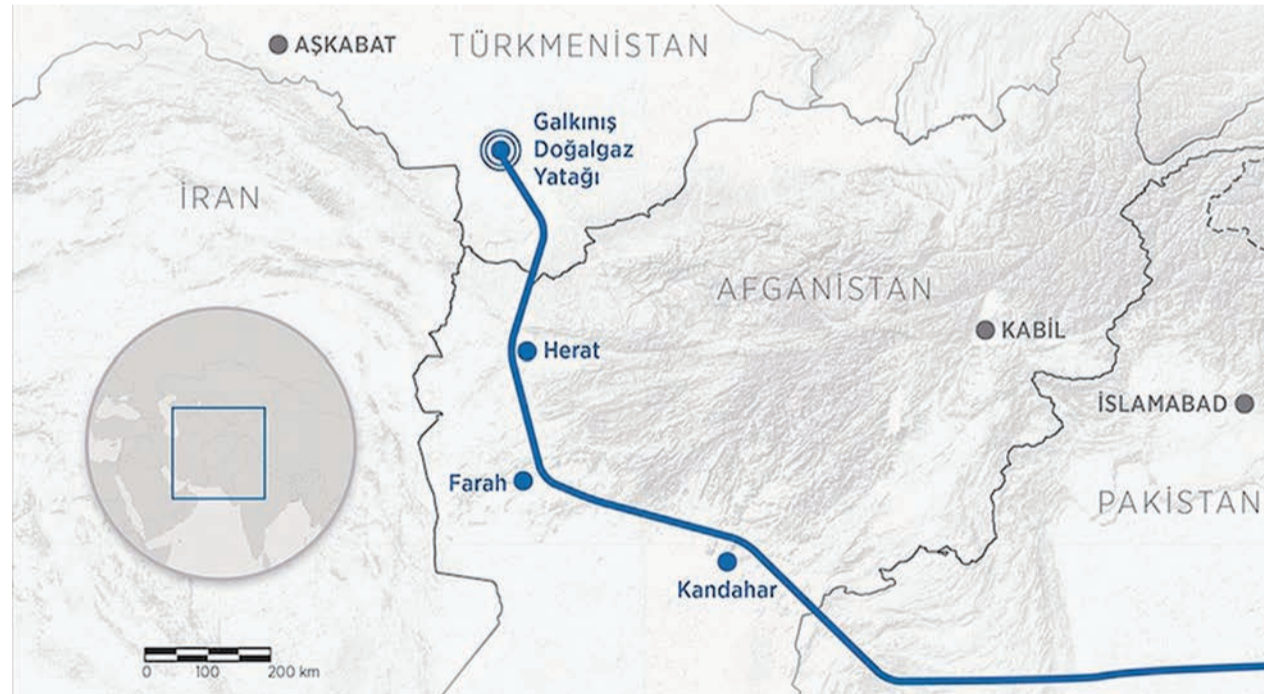 AŞKABAT
TÜRKMENİSTAN
Galkınış
Doğalgaz
Yatağı
İRAN
AFGANİSTAN
KABİL
Herat
İSLAMABAD
Farah
PAKİSTAN
Kandahar
0 100 200 km